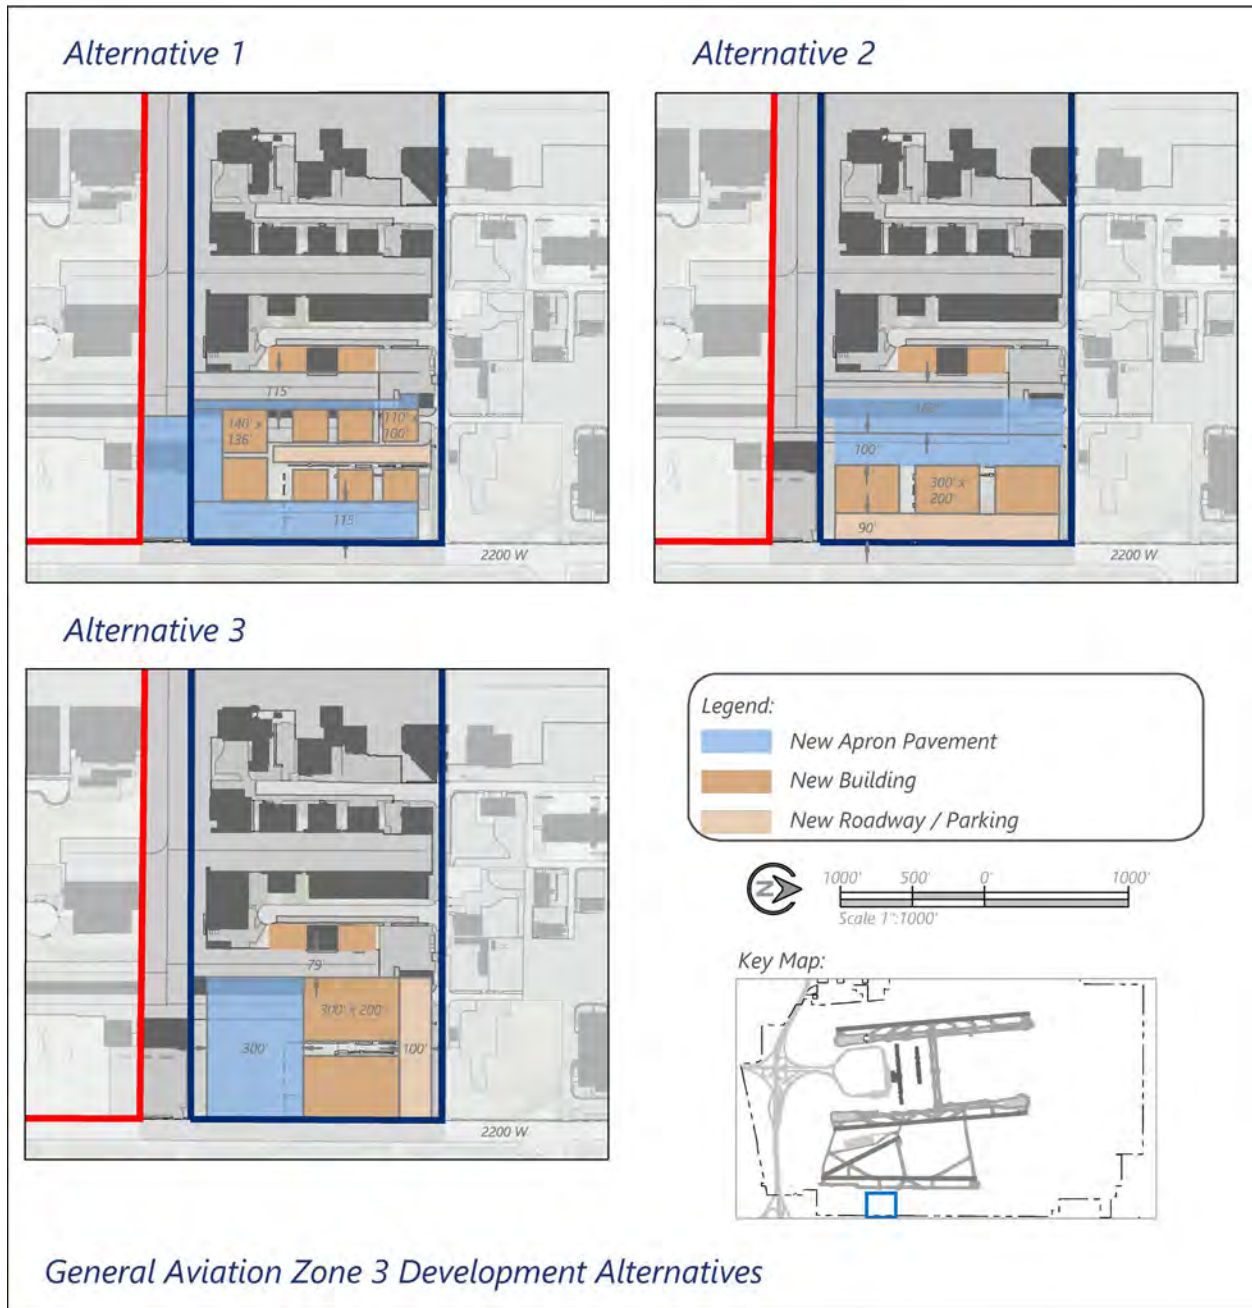 Alternative 1
Alternative 2
115'
140' x
136'
110' x
100'
115'
2200 W
100'
300' x
200'
90'
2200 W
Alternative 3
79'
300' x 200'
300'
100'
2200 W
Legend:
New Apron Pavement
New Building
New Roadway / Parking
N
1000' 500' 0' 1000'
Scale 1":1000'
Key Map:
General Aviation Zone 3 Development Alternatives